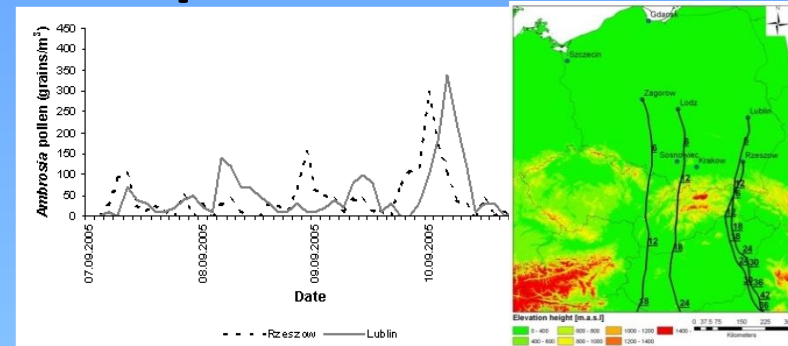 450
400
350
300
250
200
150
100
50
0
Ambrosia pollen (grains/m³)
07.09.2005
08.09.2005
09.09.2005
10.09.2005
Date
Rzeszow
Lublin
N
Gdansk
Szczecin
Zagorow
Lodz
Lublin
Sosnowiec
Krakow
Rzeszow
6
6
6
12
12
12
18
18
24
30
36
42
18
24
Elevation height [m.a.s.l]
0 - 400
600 - 800
1000 - 1200
1400 -
400 - 600
800 - 1000
1200 - 1400
0 37.5 75 150 225
Kilometers